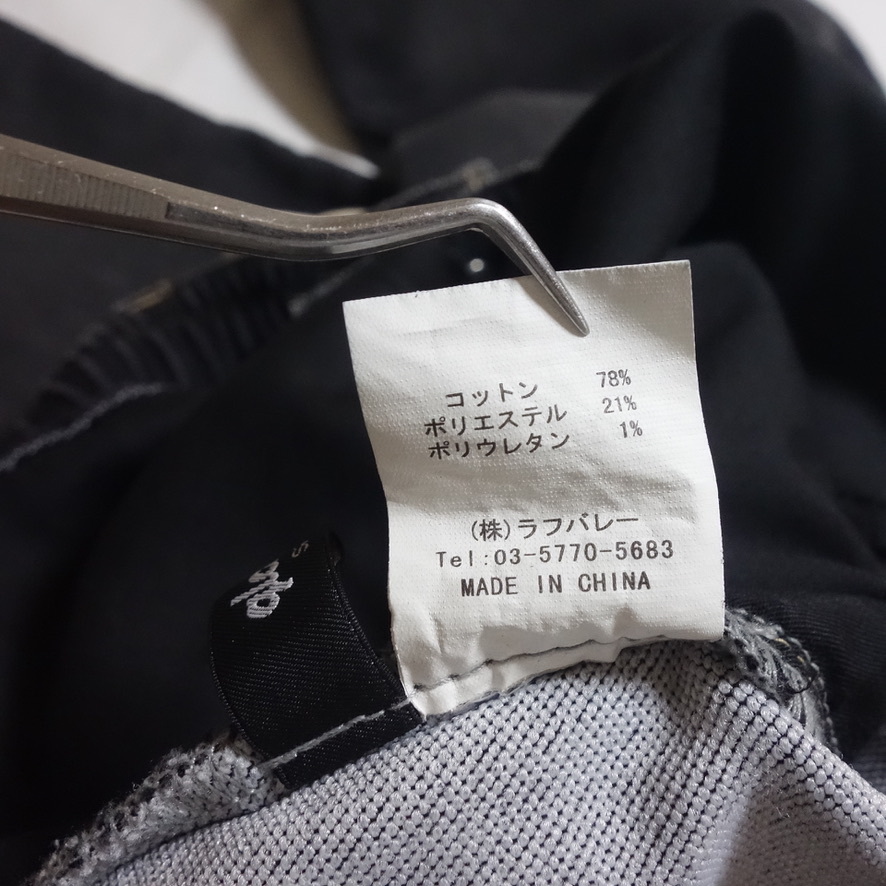 コットン 78%
ポリエステル 21%
ポリウレタン 1%
(株)ラフバレー
Tel:03-5770-5683
MADE IN CHINA
S